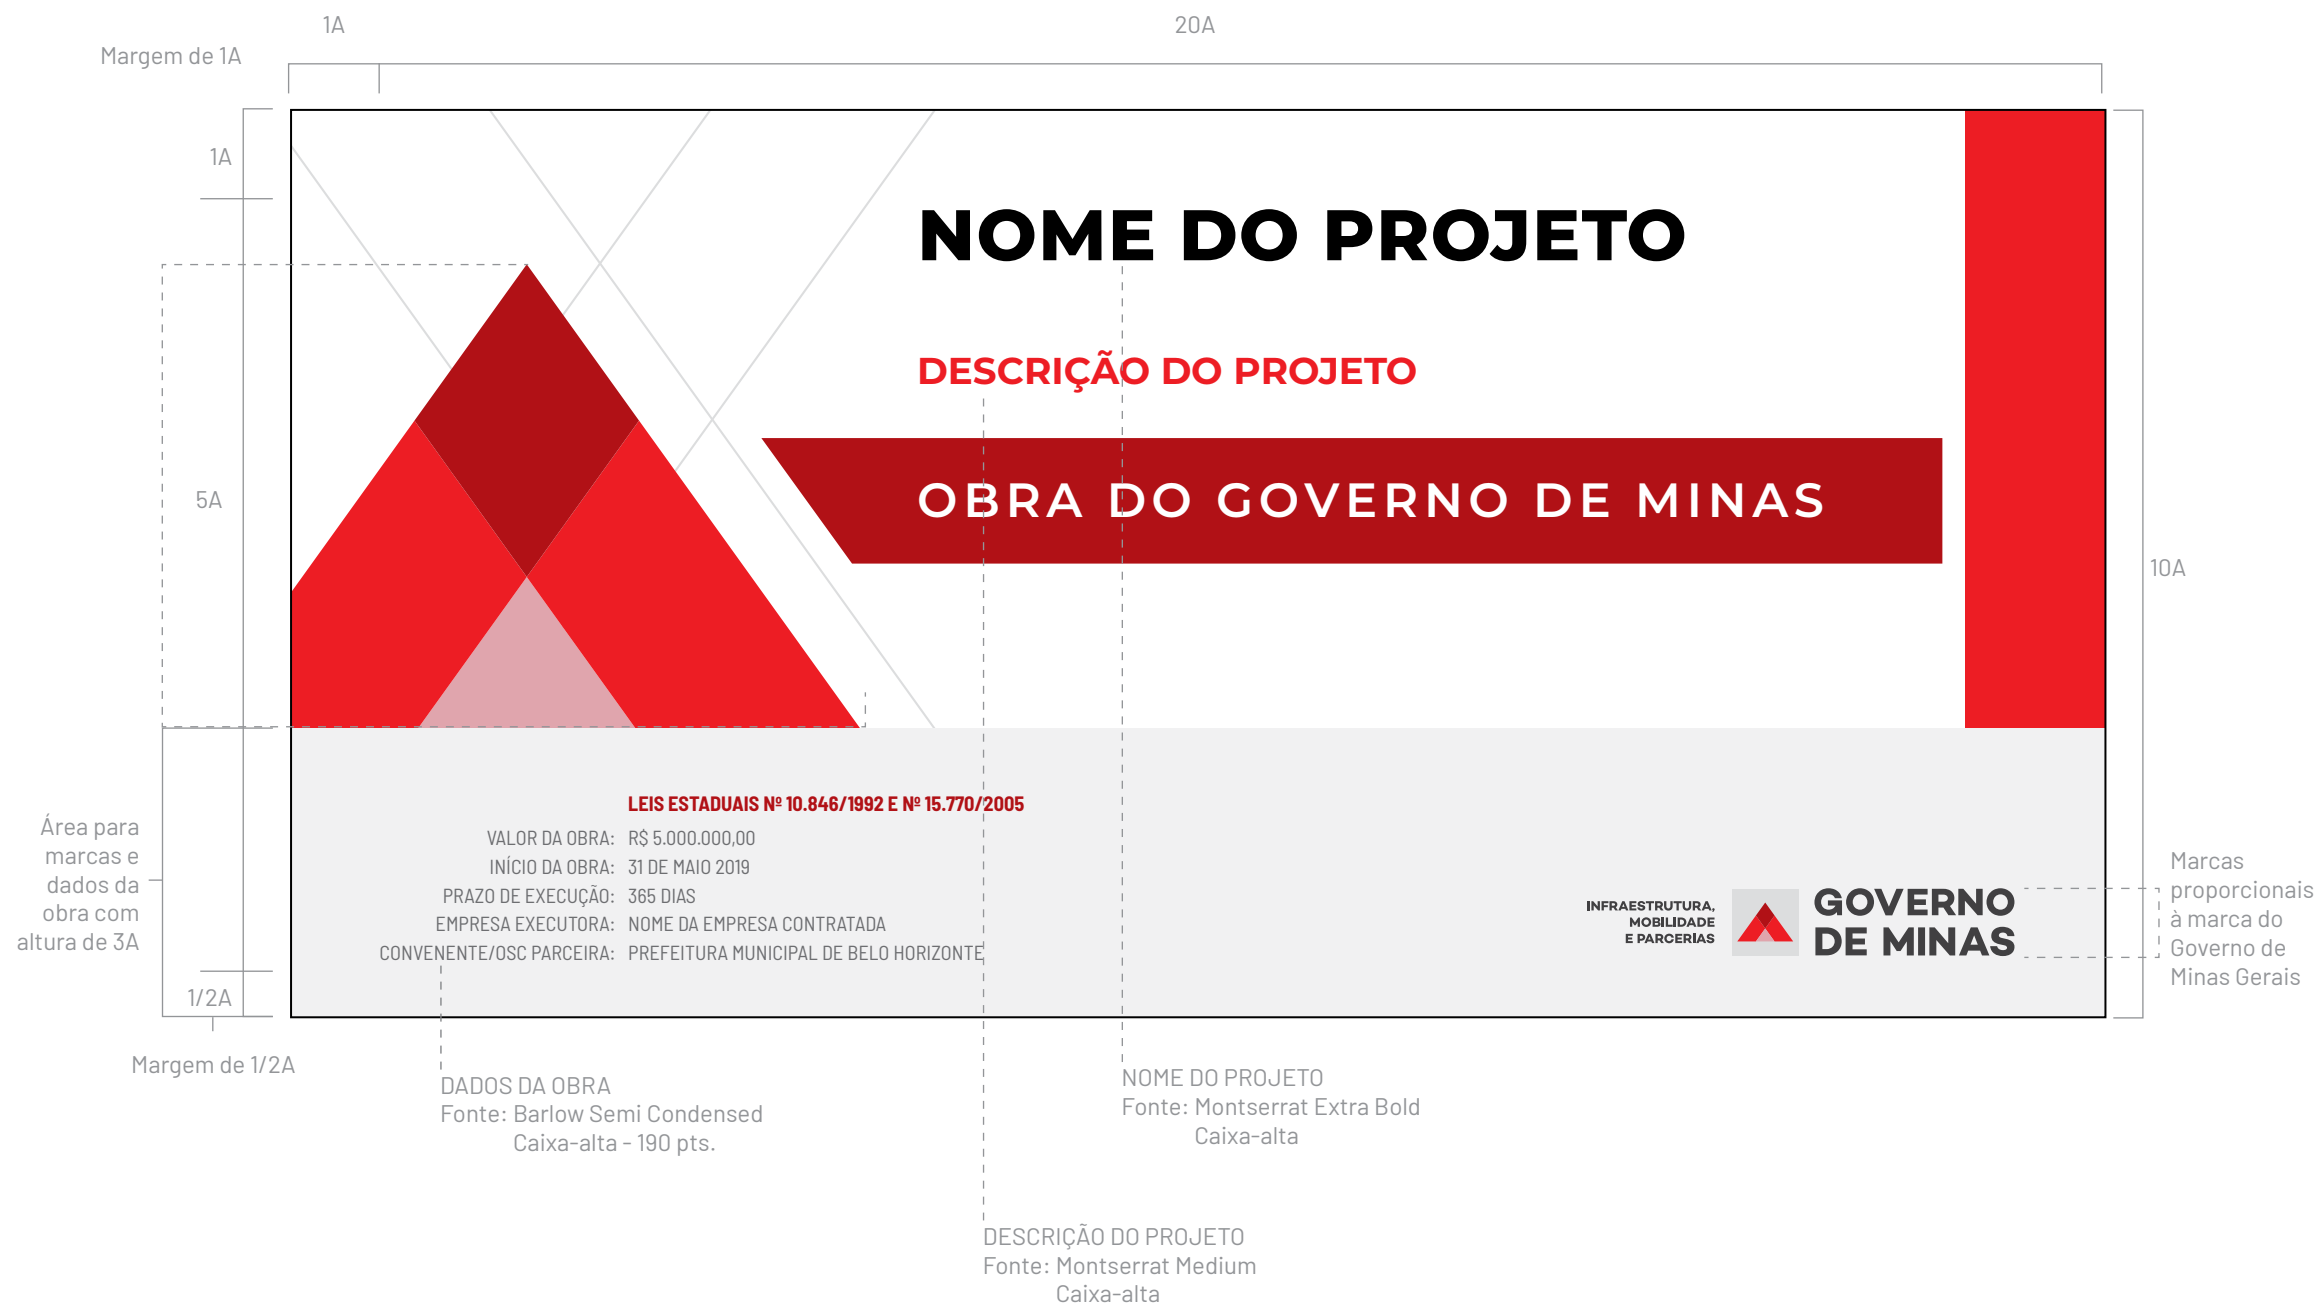 1A
20A
Margem de 1A
1A
NOME DO PROJETO
DESCRIÇÃO DO PROJETO
5A
OBRA DO GOVERNO DE MINAS
10A
LEIS ESTADUAIS Nº 10.846/1992 E Nº 15.770/2005
VALOR DA OBRA: R$ 5.000.000,00
INÍCIO DA OBRA: 31 DE MAIO 2019
PRAZO DE EXECUÇÃO: 365 DIAS
EMPRESA EXECUTORA: NOME DA EMPRESA CONTRATADA
CONVENENTE/OSC PARCEIRA: PREFEITURA MUNICIPAL DE BELO HORIZONTE
Área para
marcas e
dados da
obra com
altura de 3A
INFRAESTRUTURA,
MOBILIDADE
E PARCERIAS
GOVERNO
DE MINAS
Marcas
proporcionais
à marca do
Governo de
Minas Gerais
1/2A
Margem de 1/2A
DADOS DA OBRA
Fonte: Barlow Semi Condensed
Caixa-alta - 190 pts.
NOME DO PROJETO
Fonte: Montserrat Extra Bold
Caixa-alta
DESCRIÇÃO DO PROJETO
Fonte: Montserrat Medium
Caixa-alta